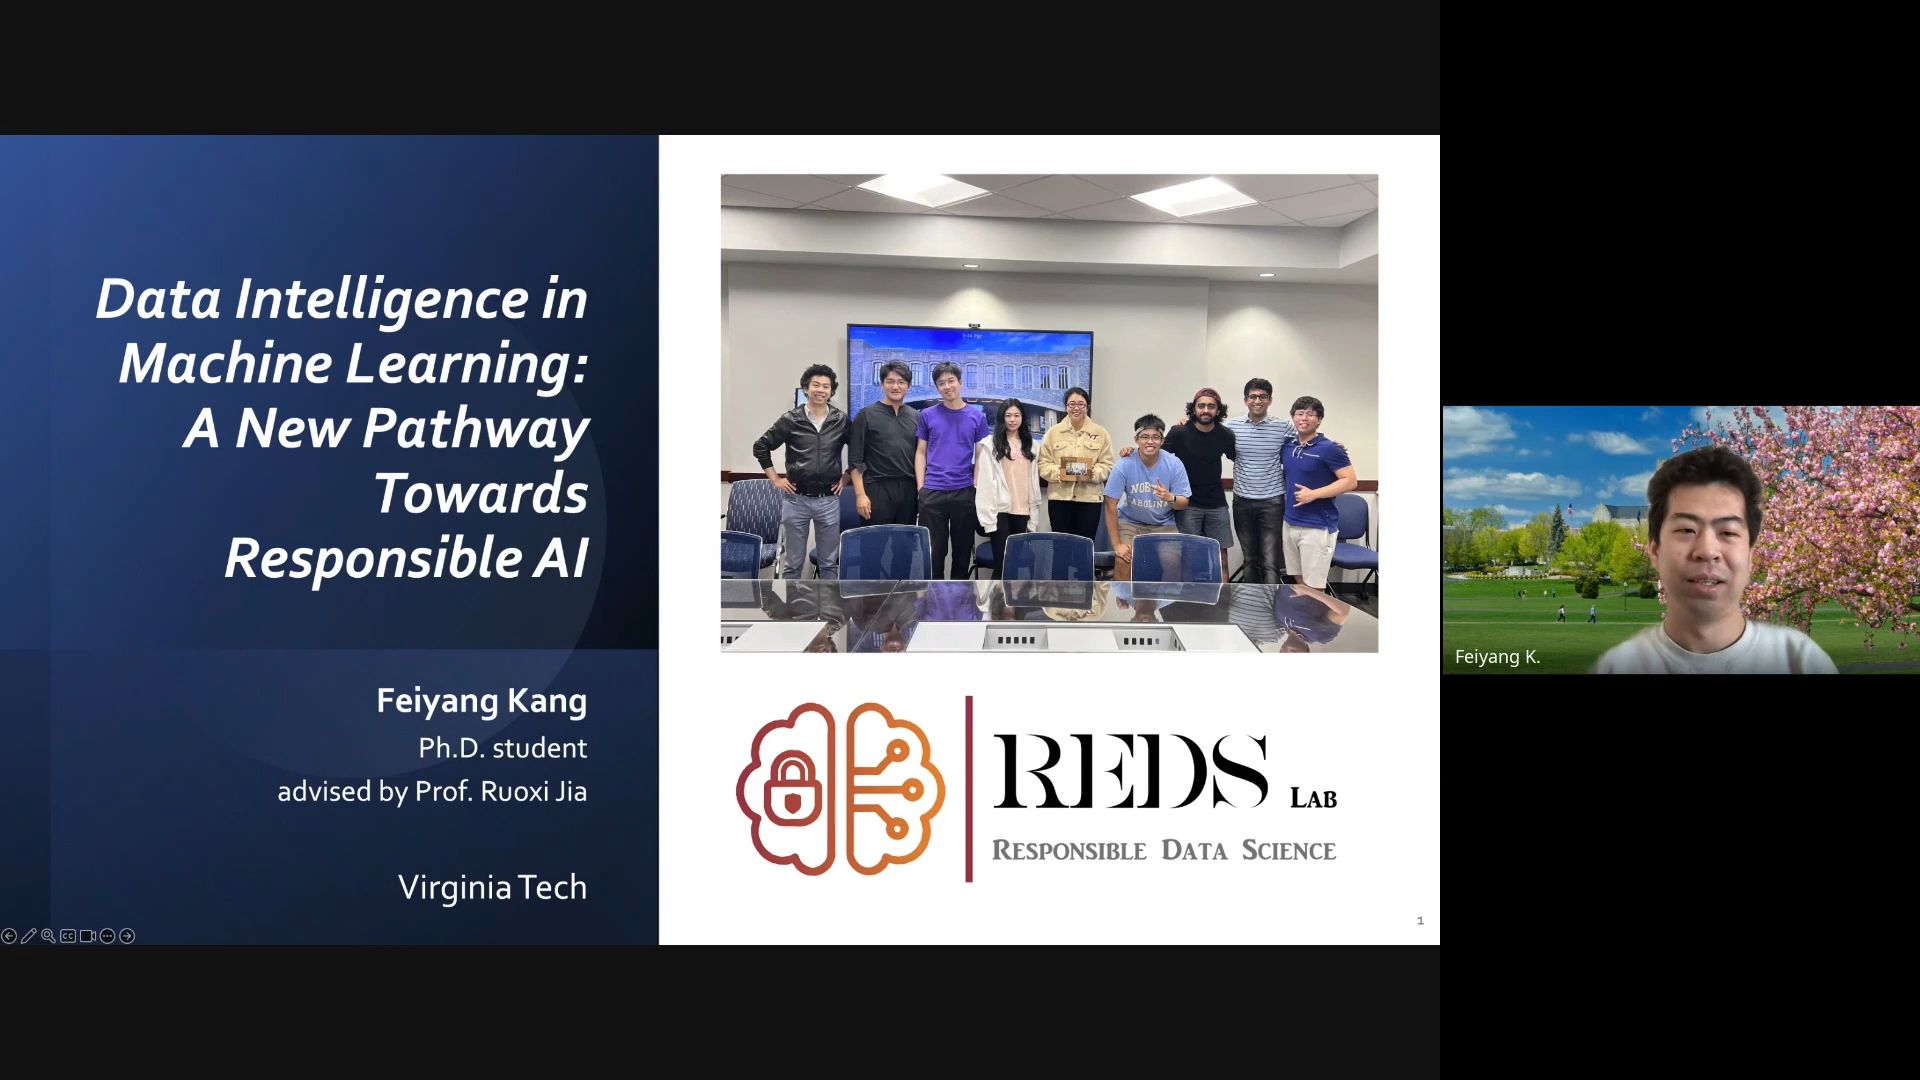 Data Intelligence in
Machine Learning:
A New Pathway
Towards
Responsible AI
Feiyang Kang
Ph.D. student
advised by Prof. Ruoxi Jia
Virginia Tech
REDS LAB
RESPONSIBLE DATA SCIENCE
1
Feiyang K.